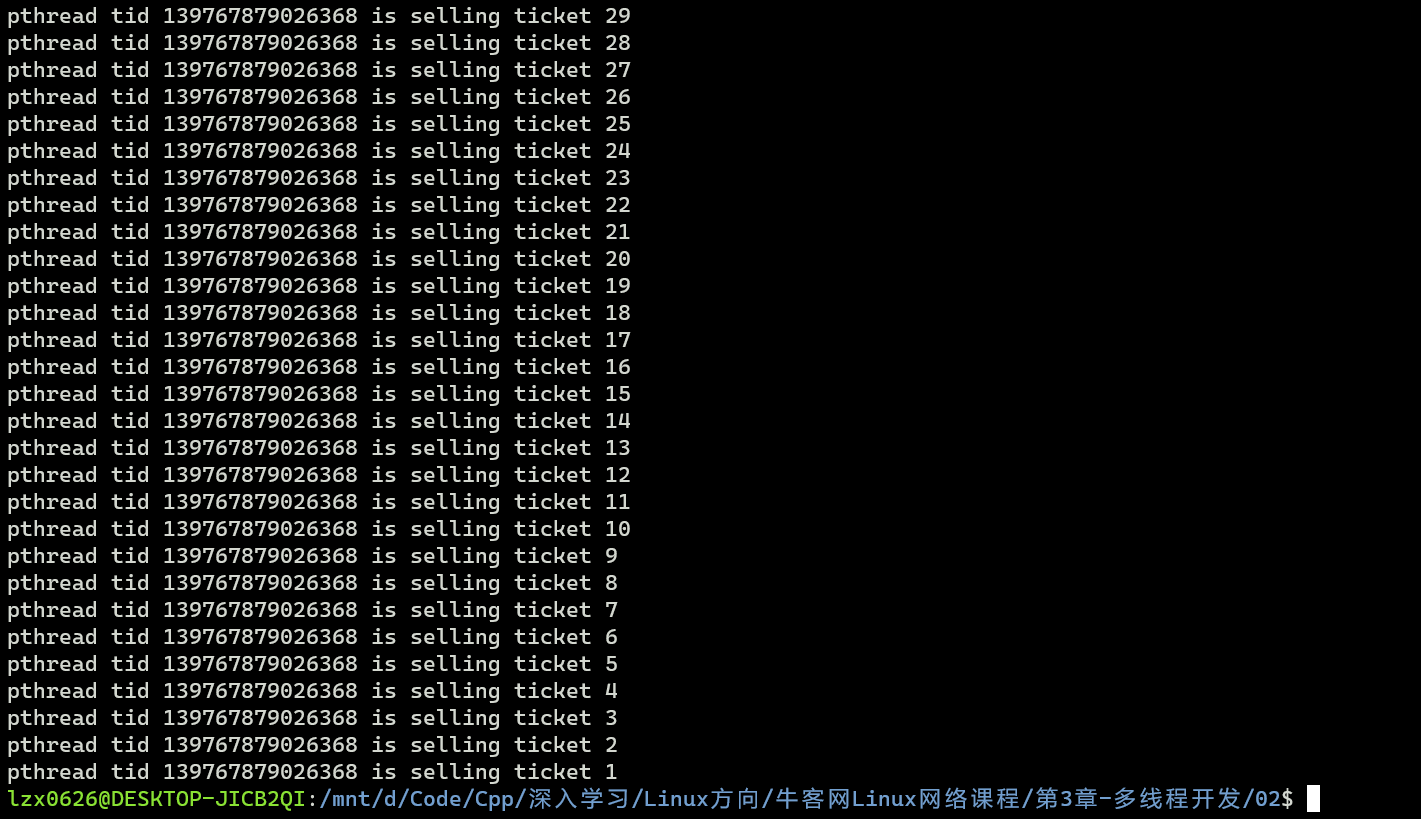 pthread tid 139767879026368 is selling ticket 29
pthread tid 139767879026368 is selling ticket 28
pthread tid 139767879026368 is selling ticket 27
pthread tid 139767879026368 is selling ticket 26
pthread tid 139767879026368 is selling ticket 25
pthread tid 139767879026368 is selling ticket 24
pthread tid 139767879026368 is selling ticket 23
pthread tid 139767879026368 is selling ticket 22
pthread tid 139767879026368 is selling ticket 21
pthread tid 139767879026368 is selling ticket 20
pthread tid 139767879026368 is selling ticket 19
pthread tid 139767879026368 is selling ticket 18
pthread tid 139767879026368 is selling ticket 17
pthread tid 139767879026368 is selling ticket 16
pthread tid 139767879026368 is selling ticket 15
pthread tid 139767879026368 is selling ticket 14
pthread tid 139767879026368 is selling ticket 13
pthread tid 139767879026368 is selling ticket 12
pthread tid 139767879026368 is selling ticket 11
pthread tid 139767879026368 is selling ticket 10
pthread tid 139767879026368 is selling ticket 9
pthread tid 139767879026368 is selling ticket 8
pthread tid 139767879026368 is selling ticket 7
pthread tid 139767879026368 is selling ticket 6
pthread tid 139767879026368 is selling ticket 5
pthread tid 139767879026368 is selling ticket 4
pthread tid 139767879026368 is selling ticket 3
pthread tid 139767879026368 is selling ticket 2
pthread tid 139767879026368 is selling ticket 1
lzx0626@DESKTOP-JICB2QI:/mnt/d/Code/Cpp/深入学习/Linux方向/牛客网Linux网络课程/第3章-多线程开发/02$